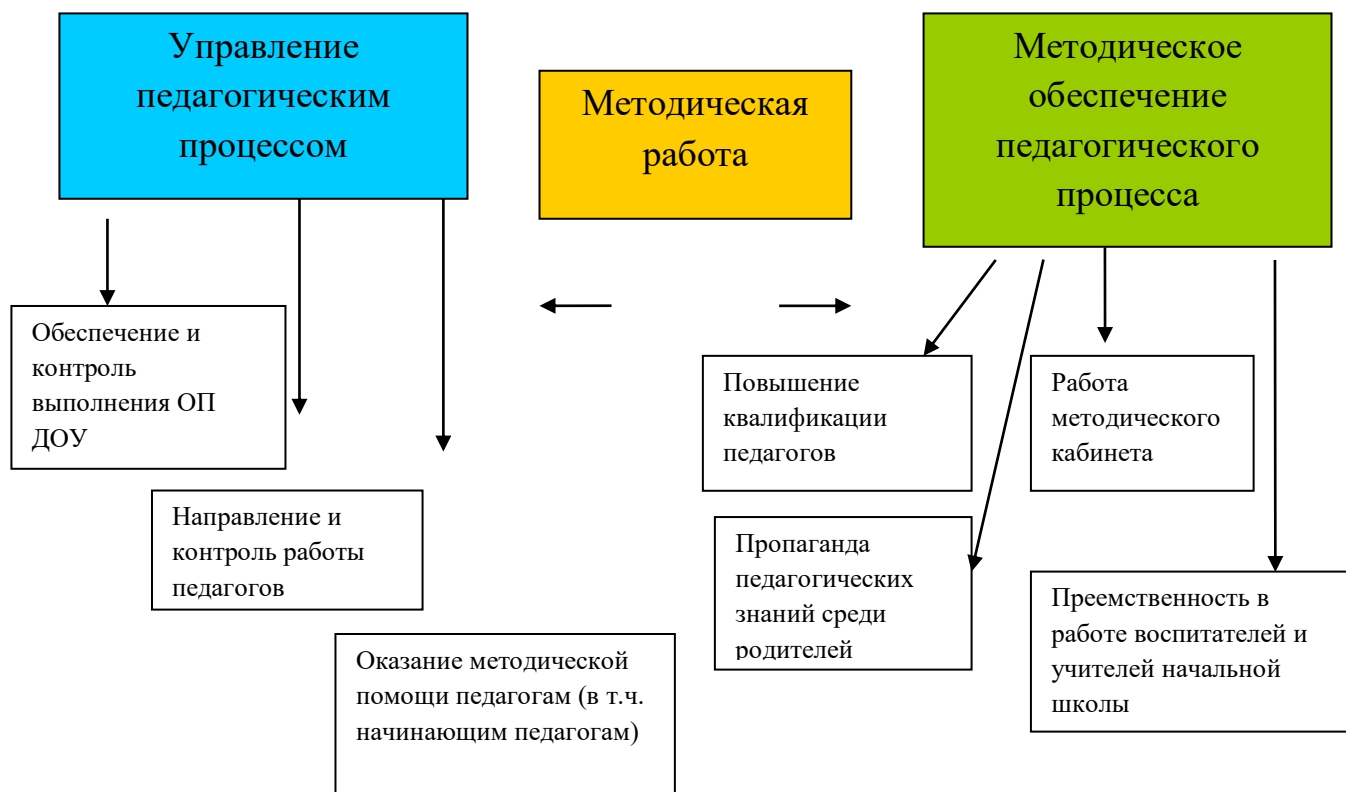 Управление
педагогическим
процессом
Методическая
работа
Методическое
обеспечение
педагогического
процесса
Обеспечение и
контроль
выполнения ОП
ДОУ
Направление и
контроль работы
педагогов
Оказание методической
помощи педагогам (в т.ч.
начинающим педагогам)
Повышение
квалификации
педагогов
Работа
методического
кабинета
Пропаганда
педагогических
знаний среди
родителей
Преемственность в
работе воспитателей и
учителей начальной
школы